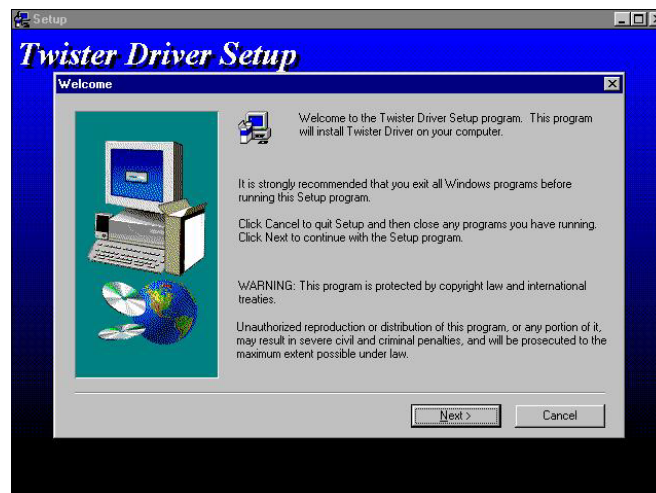 Setup
Twister Driver Setup
Welcome
Welcome to the Twister Driver Setup program. This program
will install Twister Driver on your computer.
It is strongly recommended that you exit all Windows programs before
running this Setup program.
Click Cancel to quit Setup and then close any programs you have running.
Click Next to continue with the Setup program.
WARNING: This program is protected by copyright law and international
treaties.
Unauthorized reproduction or distribution of this program, or any portion of it,
may result in severe civil and criminal penalties, and will be prosecuted to the
maximum extent possible under law.
Next >
Cancel